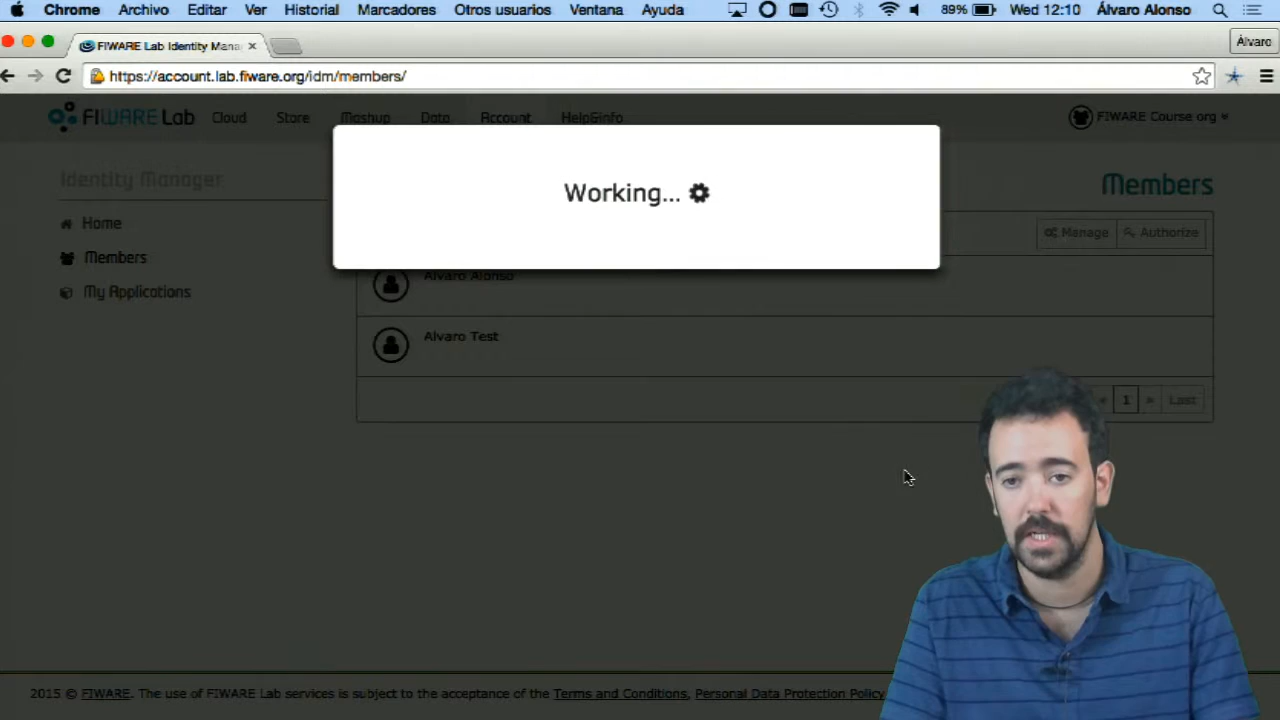 Chrome Archivo Editar Ver Historial Marcadores Otros usuarios Ventana Ayuda 89% Wed 12:10 Álvaro Alonso
FIWARE Lab Identity Mana Álvaro
https://account.lab.fiware.org/idm/members/
FIWARE Lab Cloud Store Mashup Data Account Help&info FIWARE Course org
Working...
Identity Manager
Members
Home
Manage Authorize
Members
Alvaro Alonso
My Applications
Alvaro Test
1 Last
2015 © FIWARE. The use of FIWARE Lab services is subject to the acceptance of the Terms and Conditions, Personal Data Protection Policy